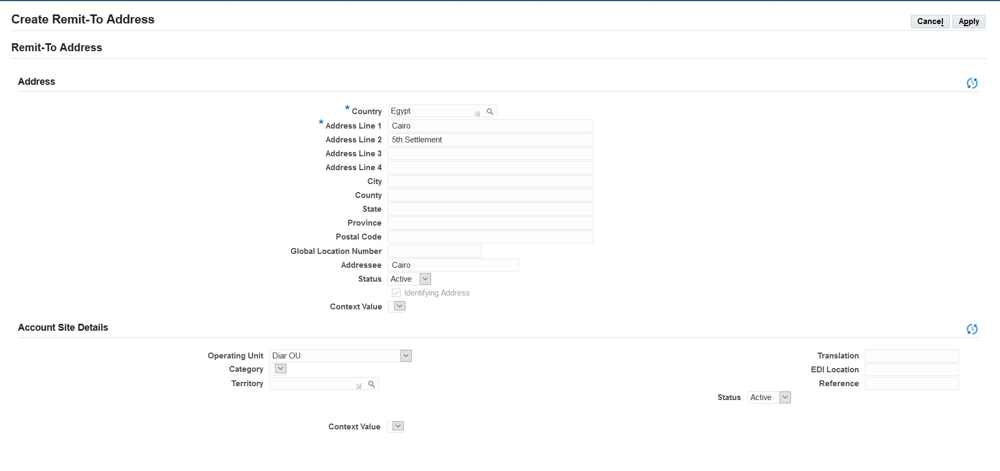 Create Remit-To Address
Cancel Apply
Remit-To Address
Address
* Country Egypt
* Address Line 1 Cairo
Address Line 2 5th Settlement
Address Line 3
Address Line 4
City
County
State
Province
Postal Code
Global Location Number
Addressee Cairo
Status Active
Identifying Address
Context Value
Account Site Details
Operating Unit Diar OU Translation
Category EDI Location
Territory Reference
Status Active
Context Value